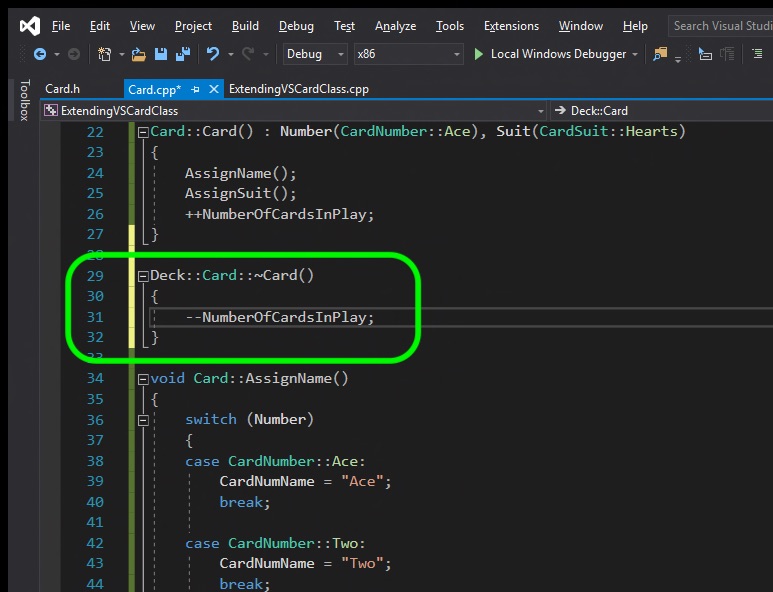 File Edit View Project Build Debug Test Analyze Tools Extensions Window Help Search Visual Studi
Debug x86 Local Windows Debugger
Toolbox
Card.h Card.cpp* ExtendingVSCardClass.cpp
ExtendingVSCardClass Deck::Card
22 Card::Card() : Number(CardNumber::Ace), Suit(CardSuit::Hearts)
23 {
24 AssignName();
25 AssignSuit();
26 ++NumberOfCardsInPlay;
27 }
28
29 Deck::Card::~Card()
30 {
31 --NumberOfCardsInPlay;
32 }
33
34 void Card::AssignName()
35 {
36 switch (Number)
37 {
38 case CardNumber::Ace:
39 CardNumName = "Ace";
40 break;
41
42 case CardNumber::Two:
43 CardNumName = "Two";
44 break;